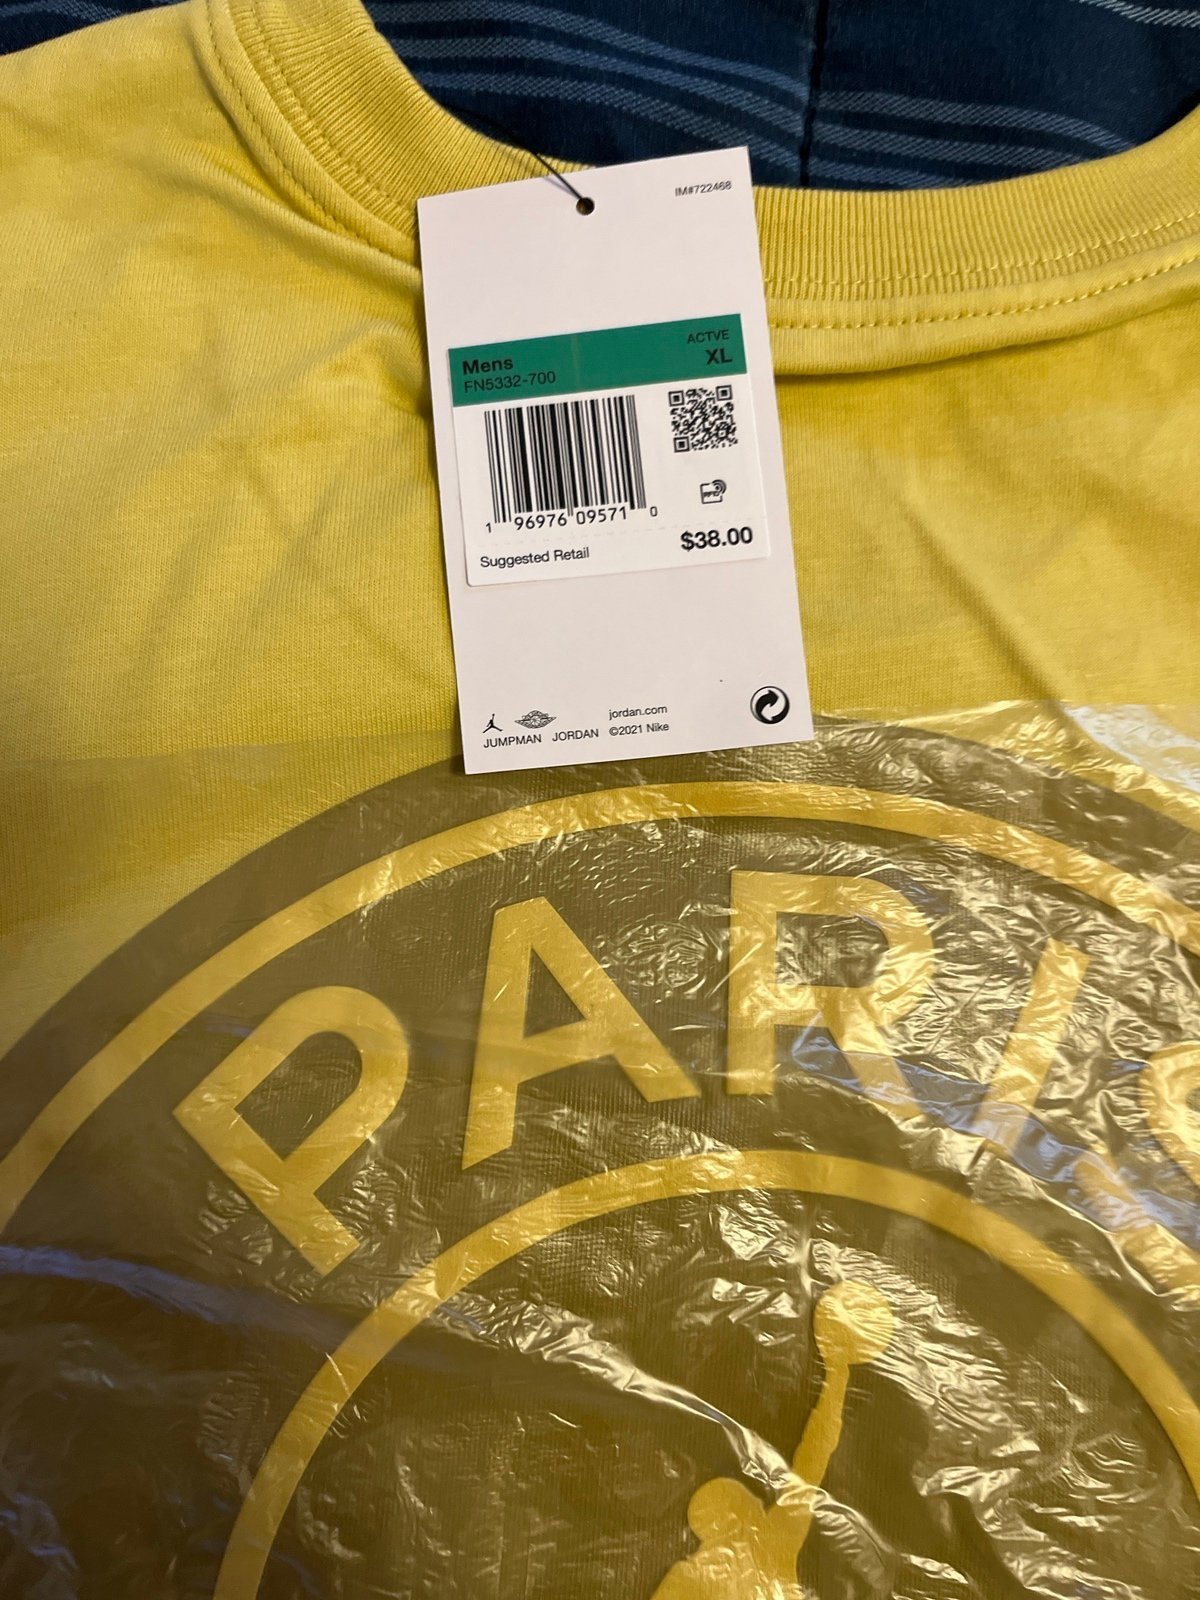 IM#722468
Mens
ACTVE
FN5332-700
XL
1 96976 09571 0
RFID
Suggested Retail
$38.00
JUMPMAN JORDAN
jordan.com
©2021 Nike
PARIS